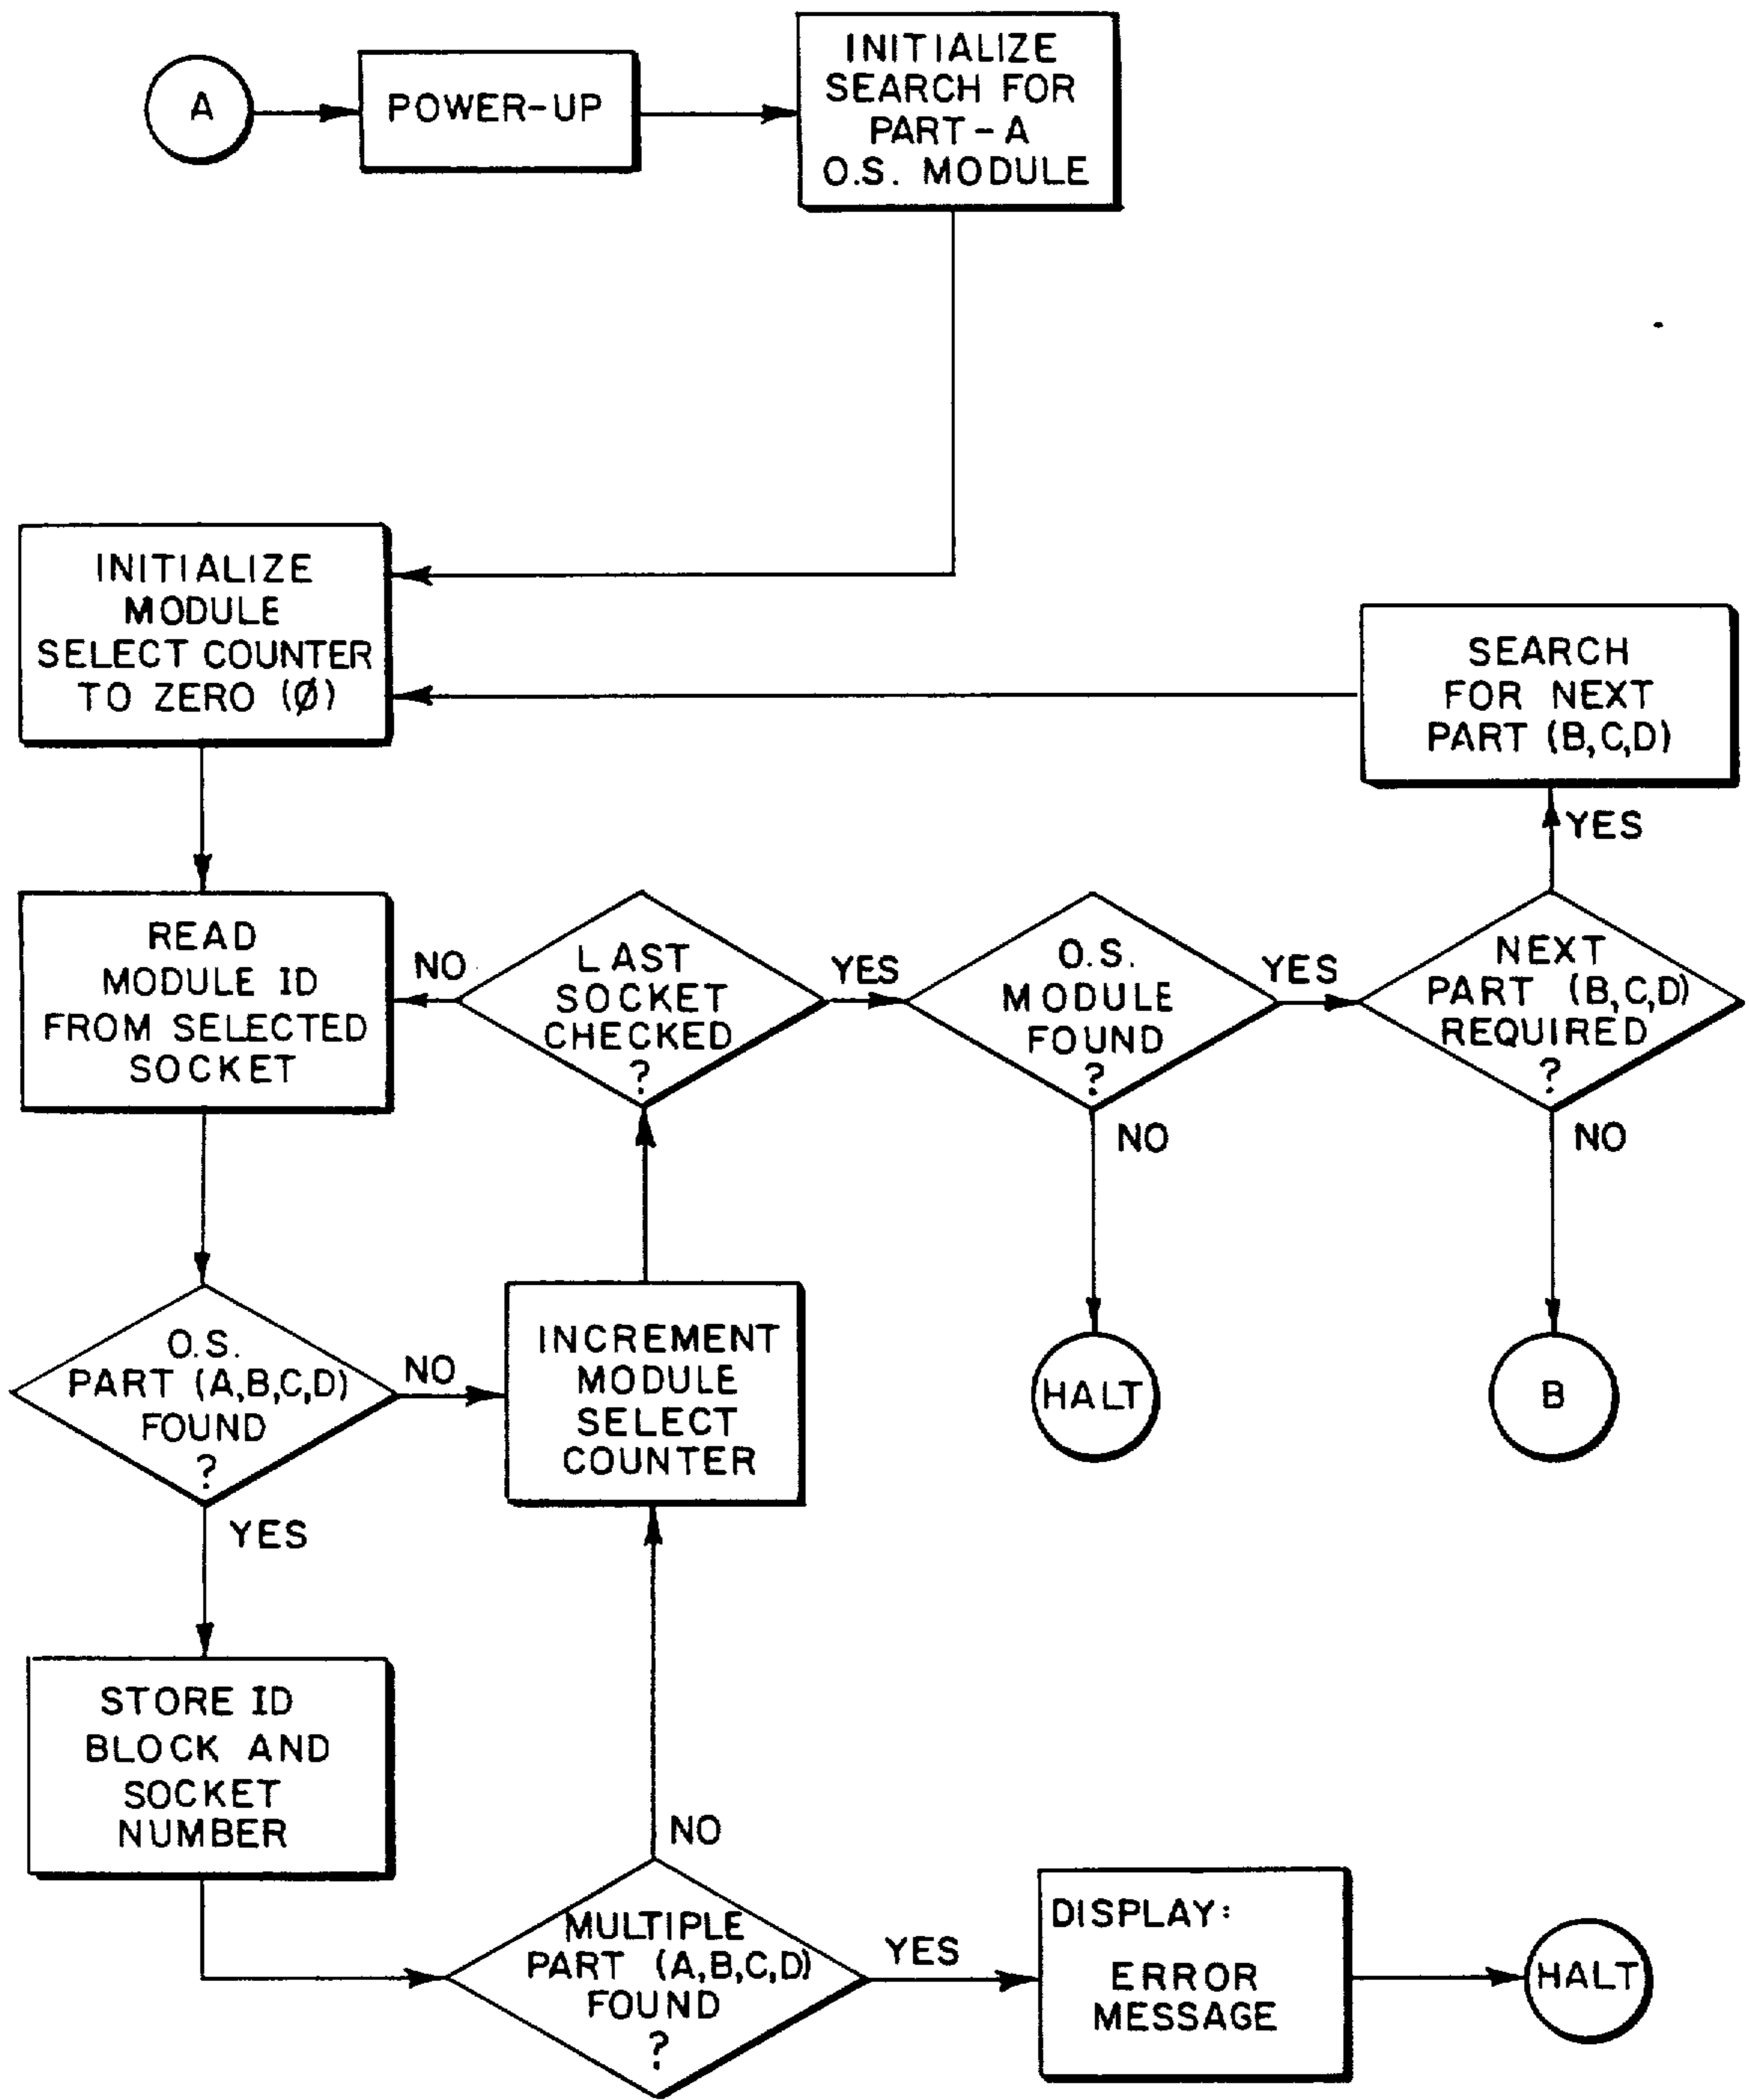 A
POWER-UP
INITIALIZE
SEARCH FOR
PART-A
O.S. MODULE
INITIALIZE
MODULE
SELECT COUNTER
TO ZERO (Ø)
SEARCH
FOR NEXT
PART (B,C,D)
YES
READ
MODULE ID
FROM SELECTED
SOCKET
NO
LAST
SOCKET
CHECKED
?
YES
O.S.
MODULE
FOUND
?
YES
NEXT
PART (B,C,D)
REQUIRED
?
NO
NO
O.S.
PART (A,B,C,D)
FOUND
?
NO
INCREMENT
MODULE
SELECT
COUNTER
HALT
B
YES
STORE ID
BLOCK AND
SOCKET
NUMBER
NO
MULTIPLE
PART (A,B,C,D)
FOUND
?
YES
DISPLAY:
ERROR
MESSAGE
HALT